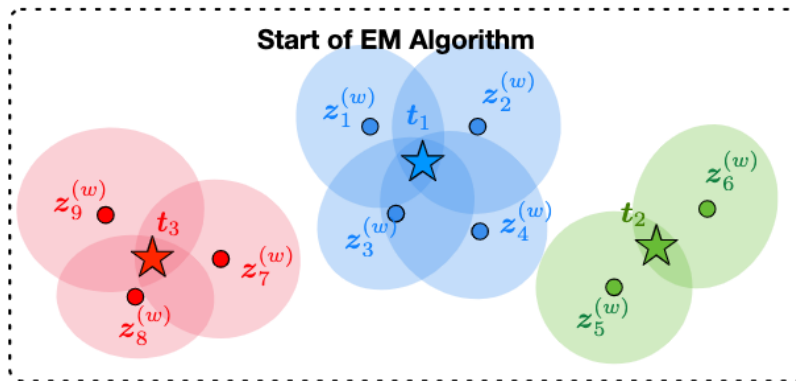 Start of EM Algorithm
z_1^{(w)}
t_1
z_2^{(w)}
z_3^{(w)}
z_4^{(w)}
z_9^{(w)}
t_3
z_7^{(w)}
z_8^{(w)}
z_6^{(w)}
t_2
z_5^{(w)}